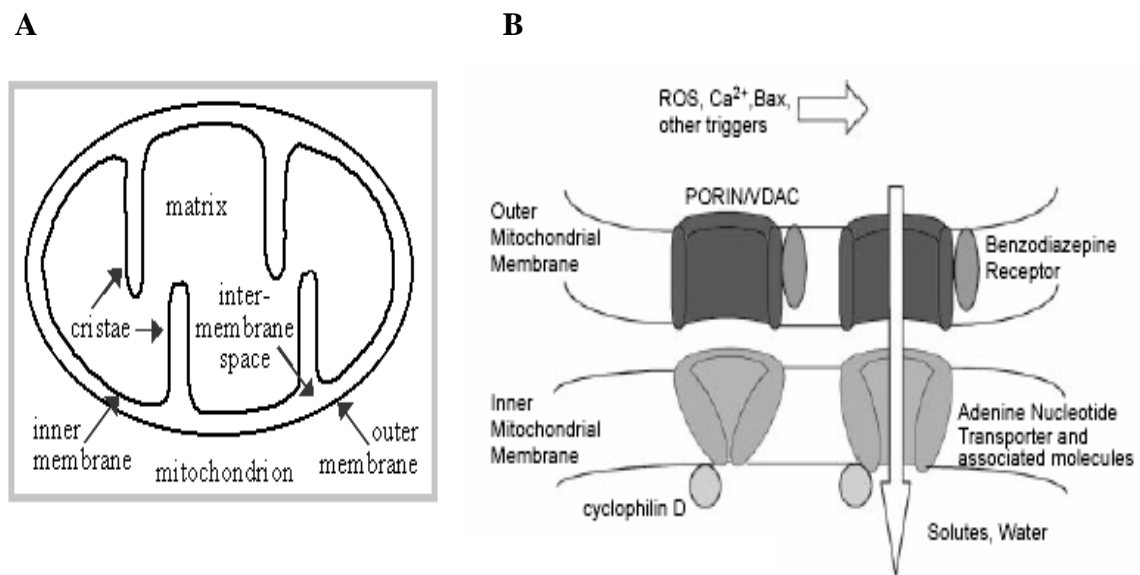 A
B
matrix
cristae
inter-
membrane
space
inner
membrane
outer
membrane
mitochondrion
ROS, Ca²⁺,Bax,
other triggers
PORIN/VDAC
Outer
Mitochondrial
Membrane
Benzodiazepine
Receptor
Inner
Mitochondrial
Membrane
Adenine Nucleotide
Transporter and
associated molecules
cyclophilin D
Solutes, Water